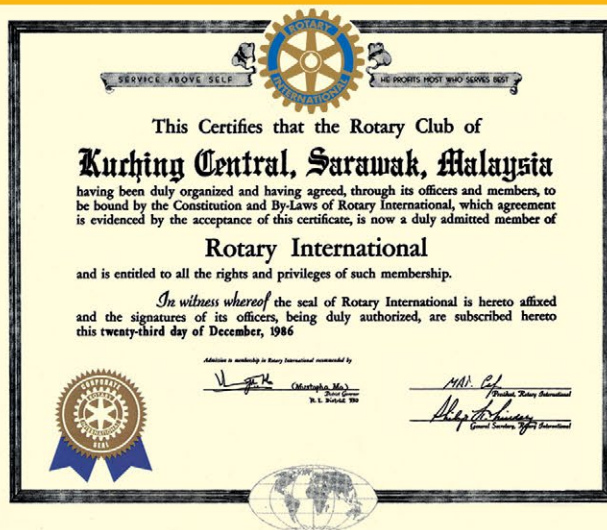 ROTARY
INTERNATIONAL
SERVICE ABOVE SELF
HE PROFITS MOST WHO SERVES BEST
This Certifies that the Rotary Club of
Kuching Central, Sarawak, Malaysia
having been duly organized and having agreed, through its officers and members, to
be bound by the Constitution and By-Laws of Rotary International, which agreement
is evidenced by the acceptance of this certificate, is now a duly admitted member of
Rotary International
and is entitled to all the rights and privileges of such membership.
In witness whereof the seal of Rotary International is hereto affixed
and the signatures of its officers, being duly authorized, are subscribed hereto
this twenty-third day of December, 1986
Admission to membership in Rotary International recommended by
(Mustapha Ma)
District Governor
R. I. District 330
President, Rotary International
General Secretary, Rotary International
CORPORATE
ROTARY
INTERNATIONAL
SEAL